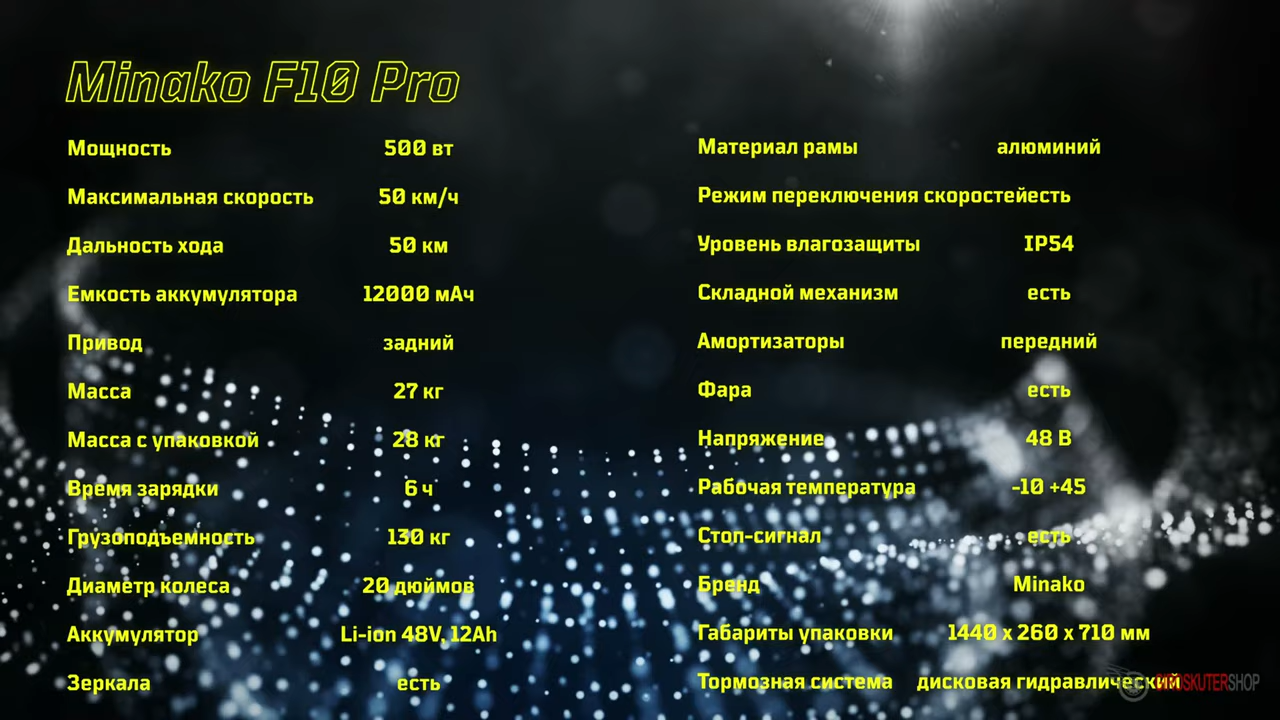 Minako F10 Pro
Мощность 500 вт
Максимальная скорость 50 км/ч
Дальность хода 50 км
Емкость аккумулятора 12000 мАч
Привод задний
Масса 27 кг
Масса с упаковкой 28 кг
Время зарядки 6 ч
Грузоподъемность 130 кг
Диаметр колеса 20 дюймов
Аккумулятор Li-ion 48V, 12Ah
Зеркала есть
Материал рамы алюминий
Режим переключения скоростей есть
Уровень влагозащиты IP54
Складной механизм есть
Амортизаторы передний
Фара есть
Напряжение 48 В
Рабочая температура -10 +45
Стоп-сигнал есть
Бренд Minako
Габариты упаковки 1440 x 260 x 710 мм
Тормозная система дисковая гидравлический